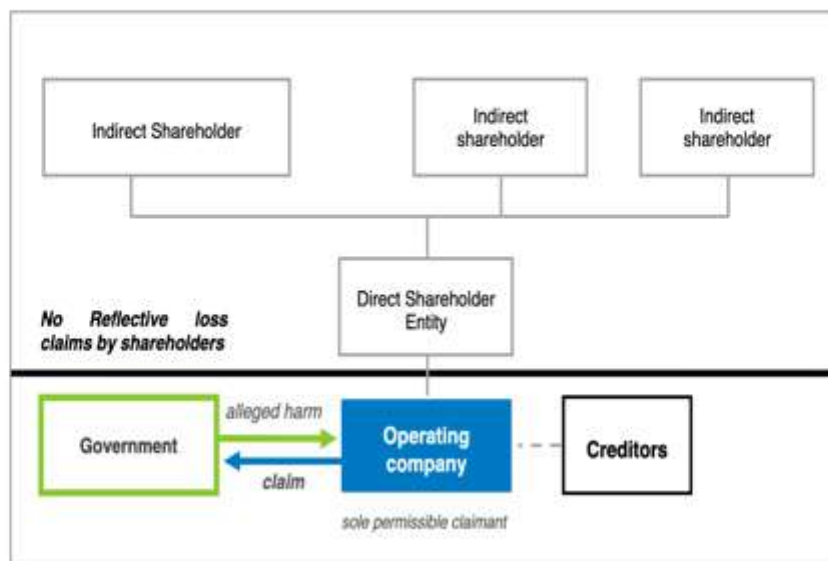 Indirect Shareholder
Indirect
shareholder
Indirect
shareholder
Direct Shareholder
Entity
No Reflective loss
claims by shareholders
alleged harm
Government
Operating
company
Creditors
claim
sole permissible claimant